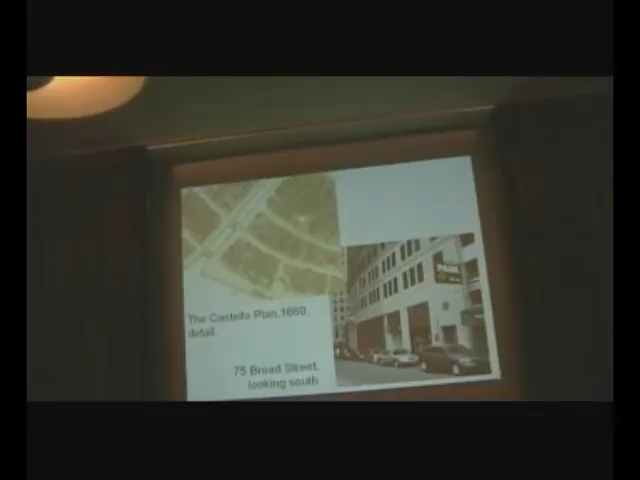 The Castello Plan,1660,
detail.
75 Broad Street,
looking south